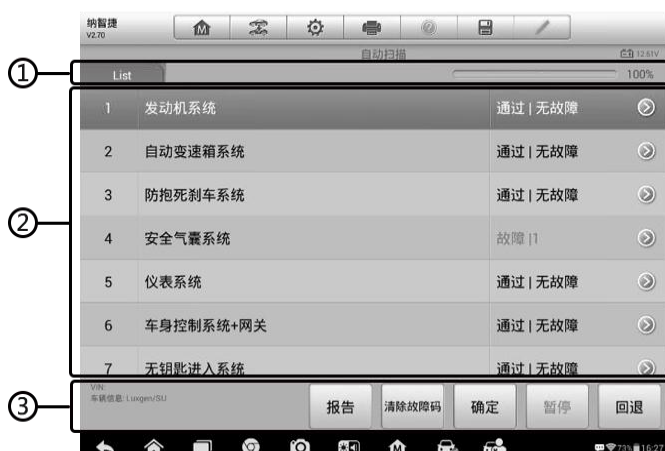 纳智捷
V2.70
自动扫描 12.61V
① List 100%
② 1 发动机系统 通过 | 无故障
2 自动变速箱系统 通过 | 无故障
3 防抱死刹车系统 通过 | 无故障
4 安全气囊系统 故障 |1
5 仪表系统 通过 | 无故障
6 车身控制系统+网关 通过 | 无故障
7 无钥匙进入系统 通过 | 无故障
③ VIN:
车辆信息: Luxgen/SU
报告 清除故障码 确定 暂停 回退
73% 16:27